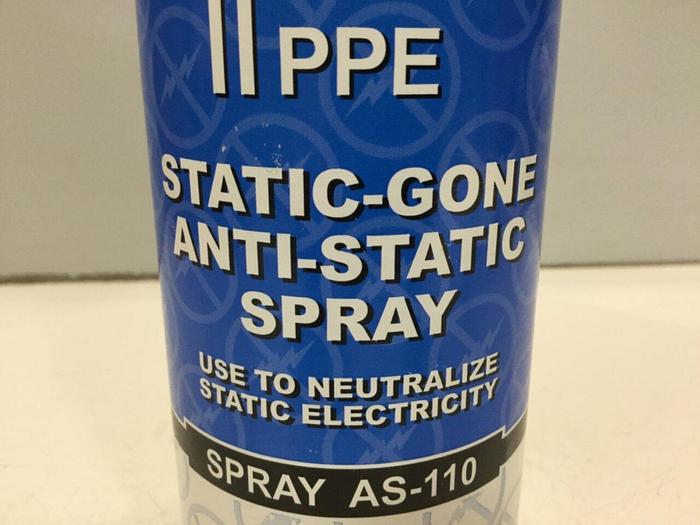 PPE
STATIC-GONE
ANTI-STATIC
SPRAY
USE TO NEUTRALIZE
STATIC ELECTRICITY
SPRAY AS-110